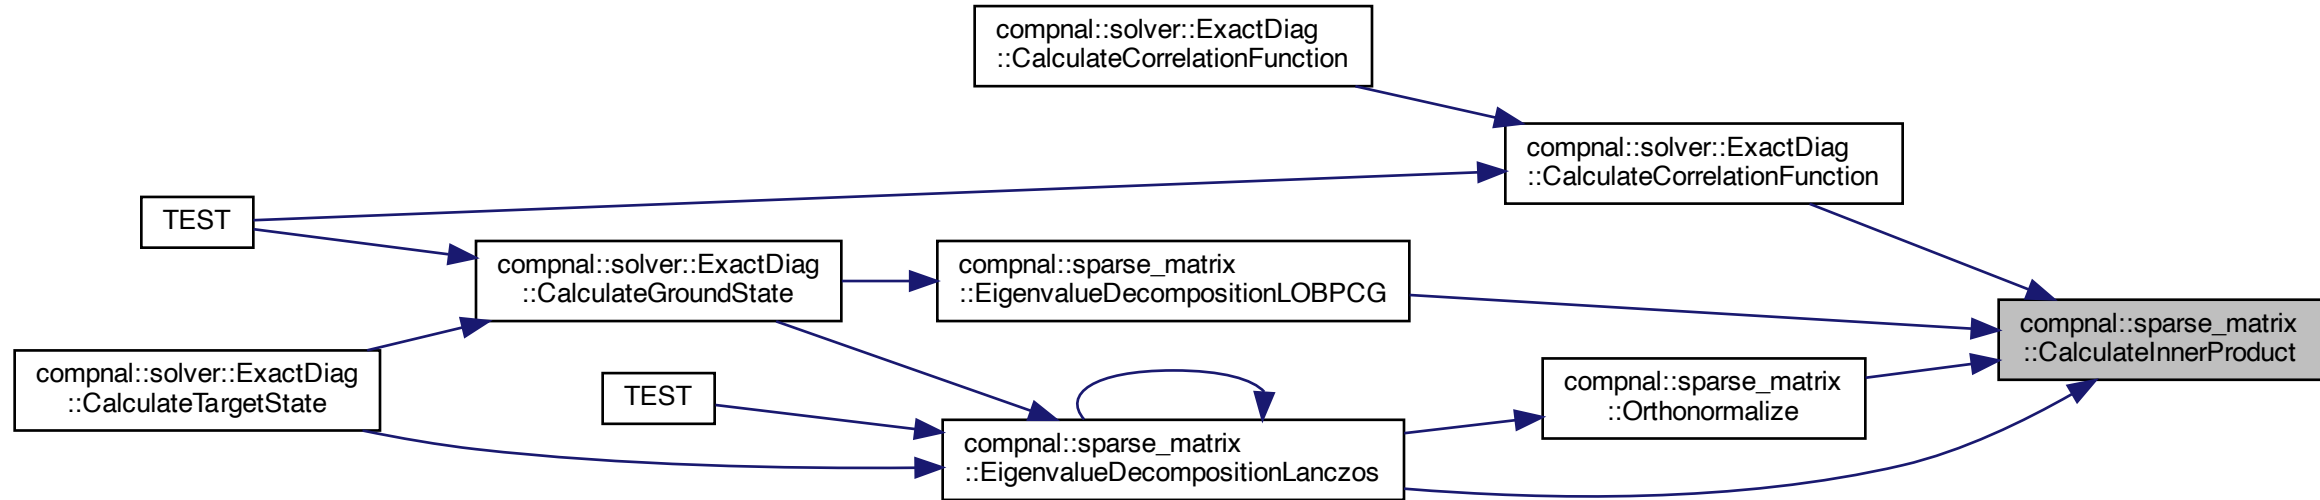 compnal::solver::ExactDiag
::CalculateCorrelationFunction
compnal::solver::ExactDiag
::CalculateCorrelationFunction
TEST
compnal::solver::ExactDiag
::CalculateGroundState
compnal::sparse_matrix
::EigenvalueDecompositionLOBPCG
compnal::sparse_matrix
::CalculateInnerProduct
compnal::solver::ExactDiag
::CalculateTargetState
TEST
compnal::sparse_matrix
::Orthonormalize
compnal::sparse_matrix
::EigenvalueDecompositionLanczos